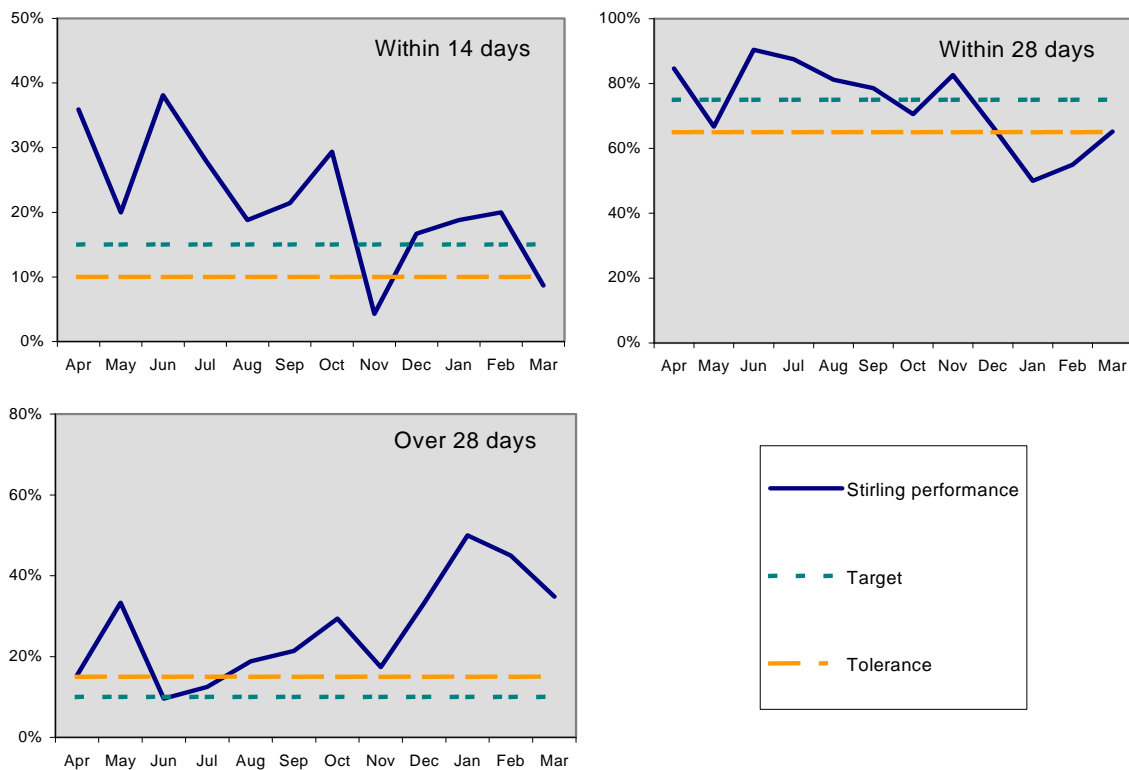 Within 14 days
50%
40%
30%
20%
10%
0%
Apr May Jun Jul Aug Sep Oct Nov Dec Jan Feb Mar
Within 28 days
100%
80%
60%
40%
20%
0%
Apr May Jun Jul Aug Sep Oct Nov Dec Jan Feb Mar
Over 28 days
80%
60%
40%
20%
0%
Apr May Jun Jul Aug Sep Oct Nov Dec Jan Feb Mar
Stirling performance
Target
Tolerance